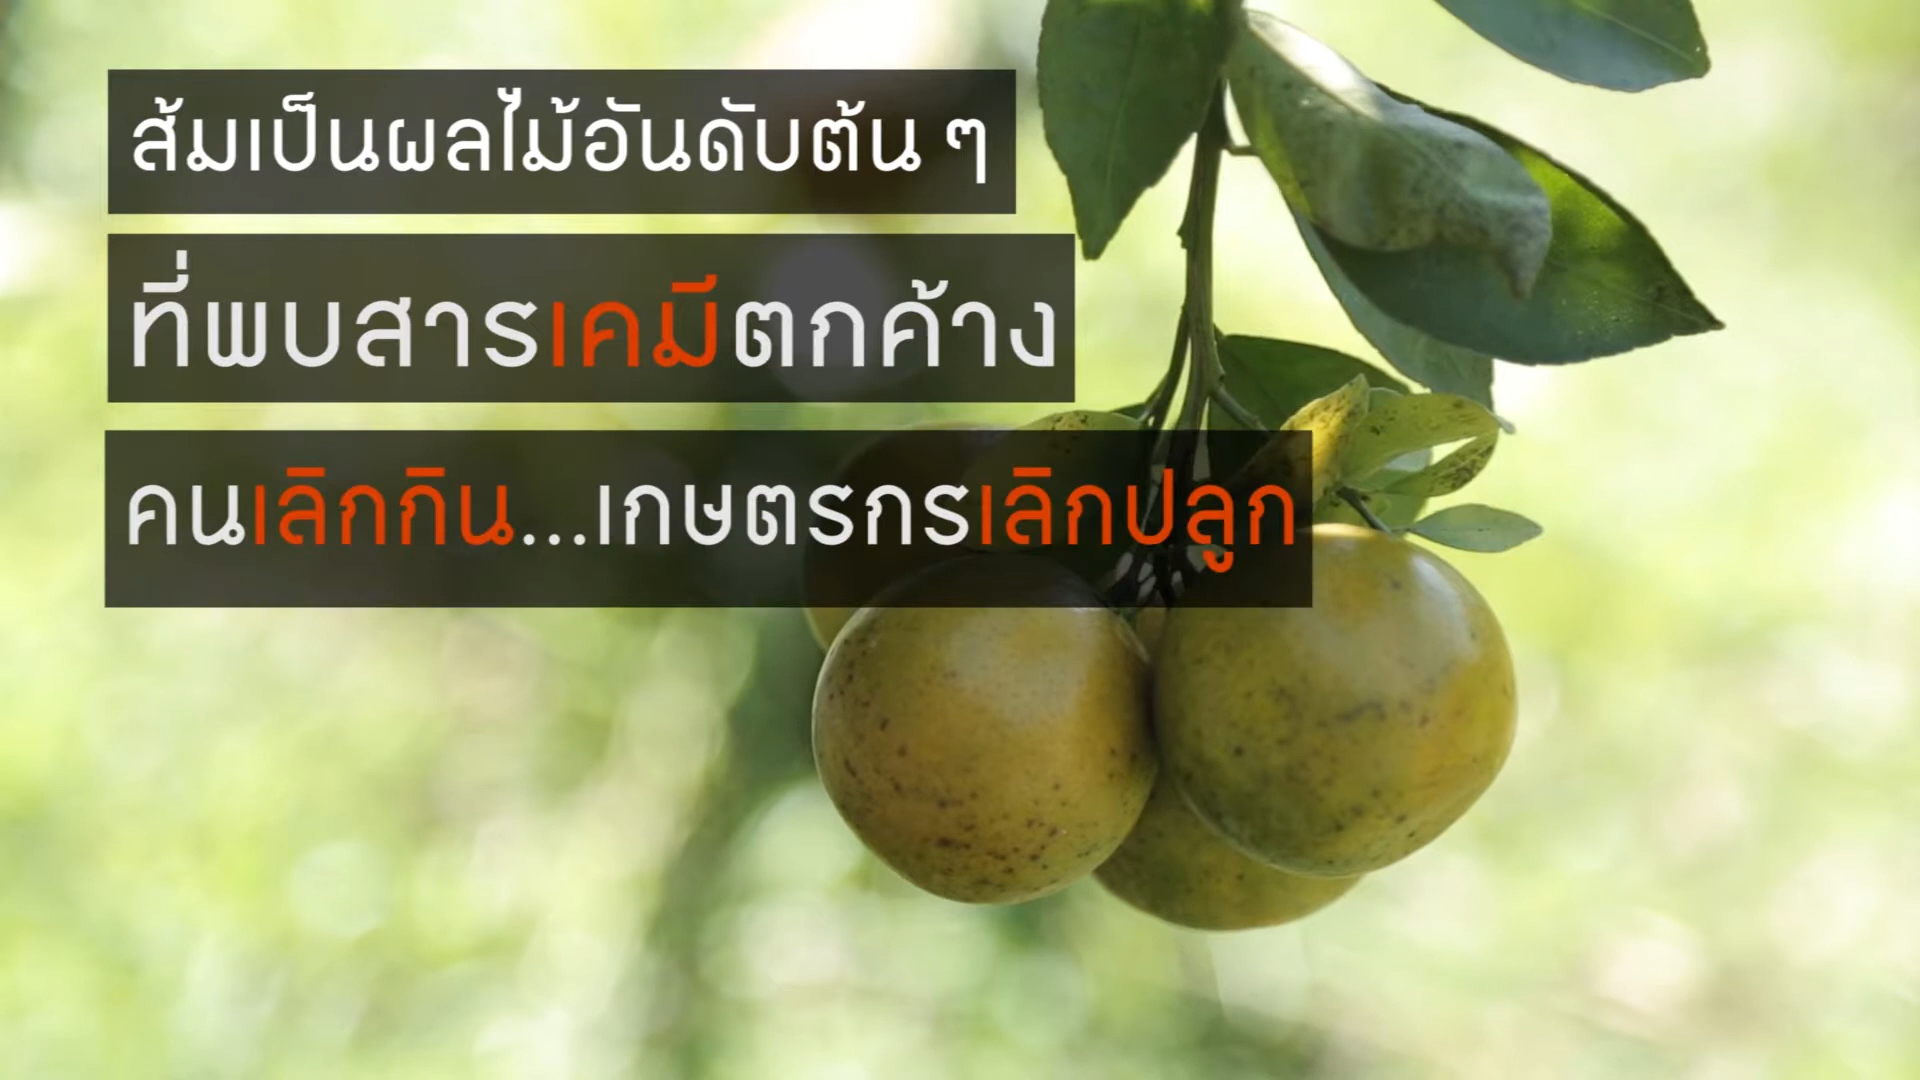 ส้มเป็นผลไม้อันดับต้น ๆ
ที่พบสารเคมีตกค้าง
คนเลิกกิน...เกษตรกรเลิกปลูก